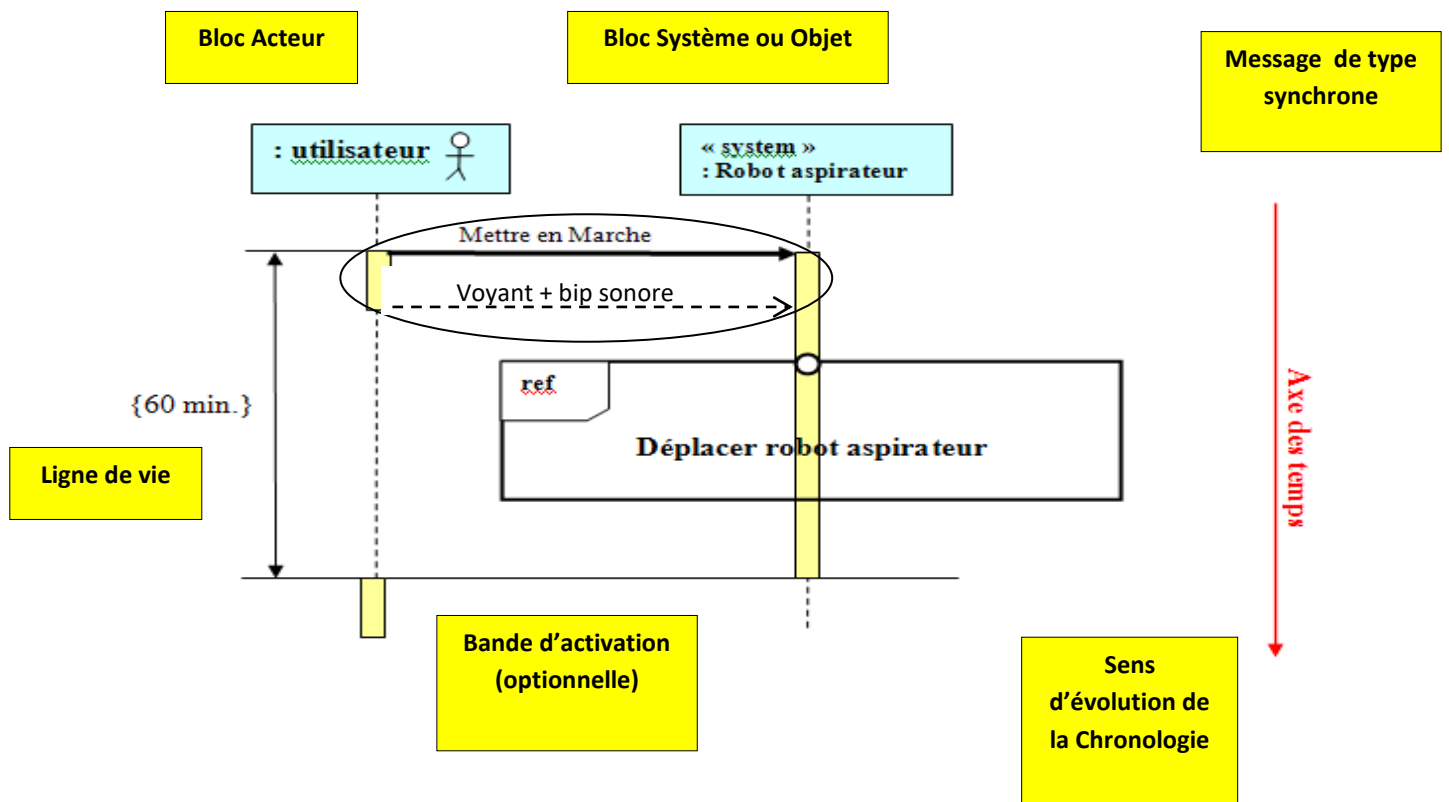 Bloc Acteur
Bloc Système ou Objet
Message de type
synchrone
: utilisateur
« system »
: Robot aspirateur
Mettre en Marche
Voyant + bip sonore
ref
{60 min.}
Déplacer robot aspirateur
Axe des temps
Ligne de vie
Bande d’activation
(optionnelle)
Sens
d’évolution de
la Chronologie